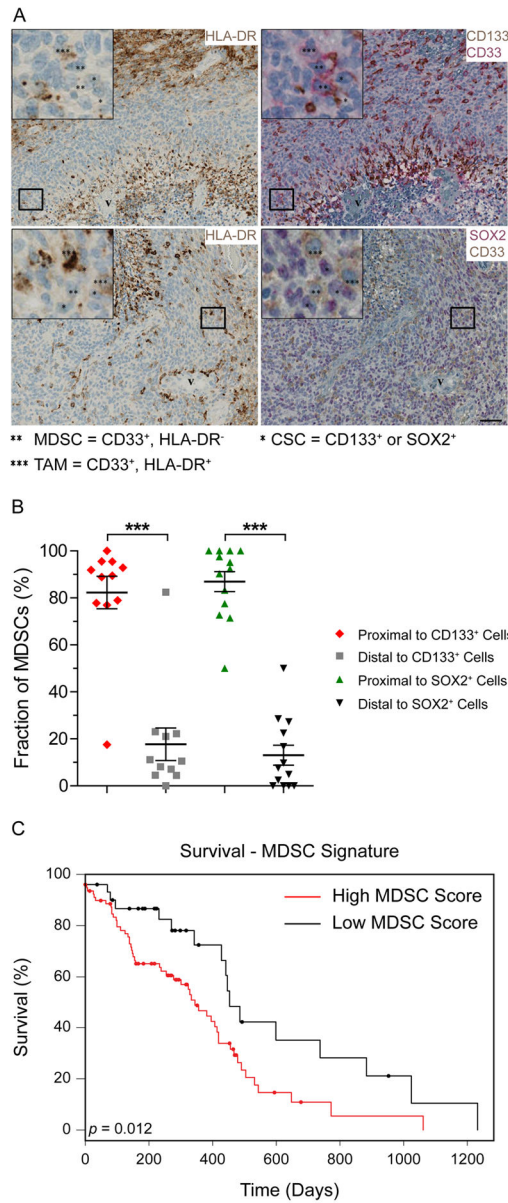 A
HLA-DR
CD133
CD33
***
**
*
**
*
***
**
*
**
*
v
v
HLA-DR
SOX2
CD33
***
*
**
***
*
***
*
**
***
*
v
v
** MDSC = CD33⁺, HLA-DR⁻
* CSC = CD133⁺ or SOX2⁺
*** TAM = CD33⁺, HLA-DR⁺
B
***
***
Fraction of MDSCs (%)
100
80
60
40
20
0
Proximal to CD133⁺ Cells
Distal to CD133⁺ Cells
Proximal to SOX2⁺ Cells
Distal to SOX2⁺ Cells
C
Survival - MDSC Signature
High MDSC Score
Low MDSC Score
Survival (%)
100
80
60
40
20
0
p = 0.012
0
200
400
600
800
1000
1200
Time (Days)